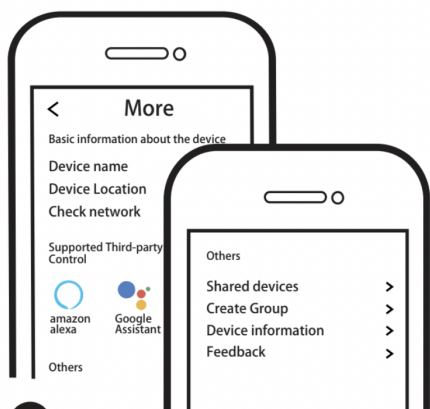 <
More
Basic information about the device
Device name
Device Location
Check network
Supported Third-party
Control
amazon
alexa
Google
Assistant
Others
Others
Shared devices >
Create Group >
Device information >
Feedback >